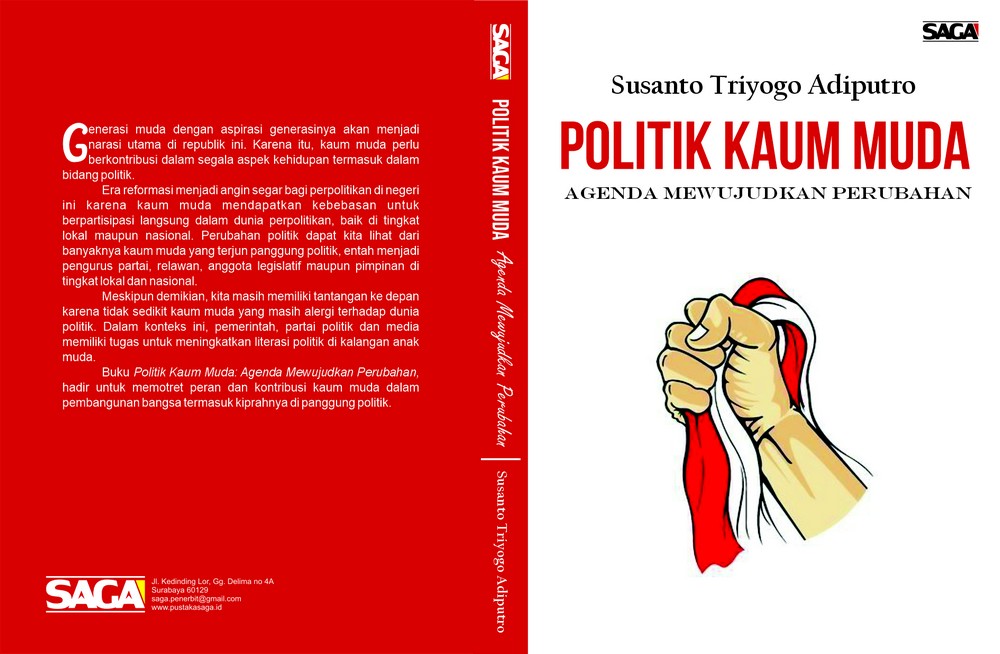 Generasi muda dengan aspirasi generasinya akan menjadi
narasi utama di republik ini. Karena itu, kaum muda perlu
berkontribusi dalam segala aspek kehidupan termasuk dalam
bidang politik.
Era reformasi menjadi angin segar bagi perpolitikan di negeri
ini karena kaum muda mendapatkan kebebasan untuk
berpartisipasi langsung dalam dunia perpolitikan, baik di tingkat
lokal maupun nasional. Perubahan politik dapat kita lihat dari
banyaknya kaum muda yang terjun panggung politik, entah menjadi
pengurus partai, relawan, anggota legislatif maupun pimpinan di
tingkat lokal dan nasional.
Meskipun demikian, kita masih memiliki tantangan ke depan
karena tidak sedikit kaum muda yang masih alergi terhadap dunia
politik. Dalam konteks ini, pemerintah, partai politik dan media
memiliki tugas untuk meningkatkan literasi politik di kalangan anak
muda.
Buku Politik Kaum Muda: Agenda Mewujudkan Perubahan,
hadir untuk memotret peran dan kontribusi kaum muda dalam
pembangunan bangsa termasuk kiprahnya di panggung politik.
SAGA
Jl. Kedinding Lor, Gg. Delima no 4A
Surabaya 60129
saga.penerbit@gmail.com
www.pustakasaga.id
SAGA
POLITIK KAUM MUDA Agenda Mewujudkan Perubahan
Susanto Triyogo Adiputro
SAGA
Susanto Triyogo Adiputro
POLITIK KAUM MUDA
AGENDA MEWUJUDKAN PERUBAHAN